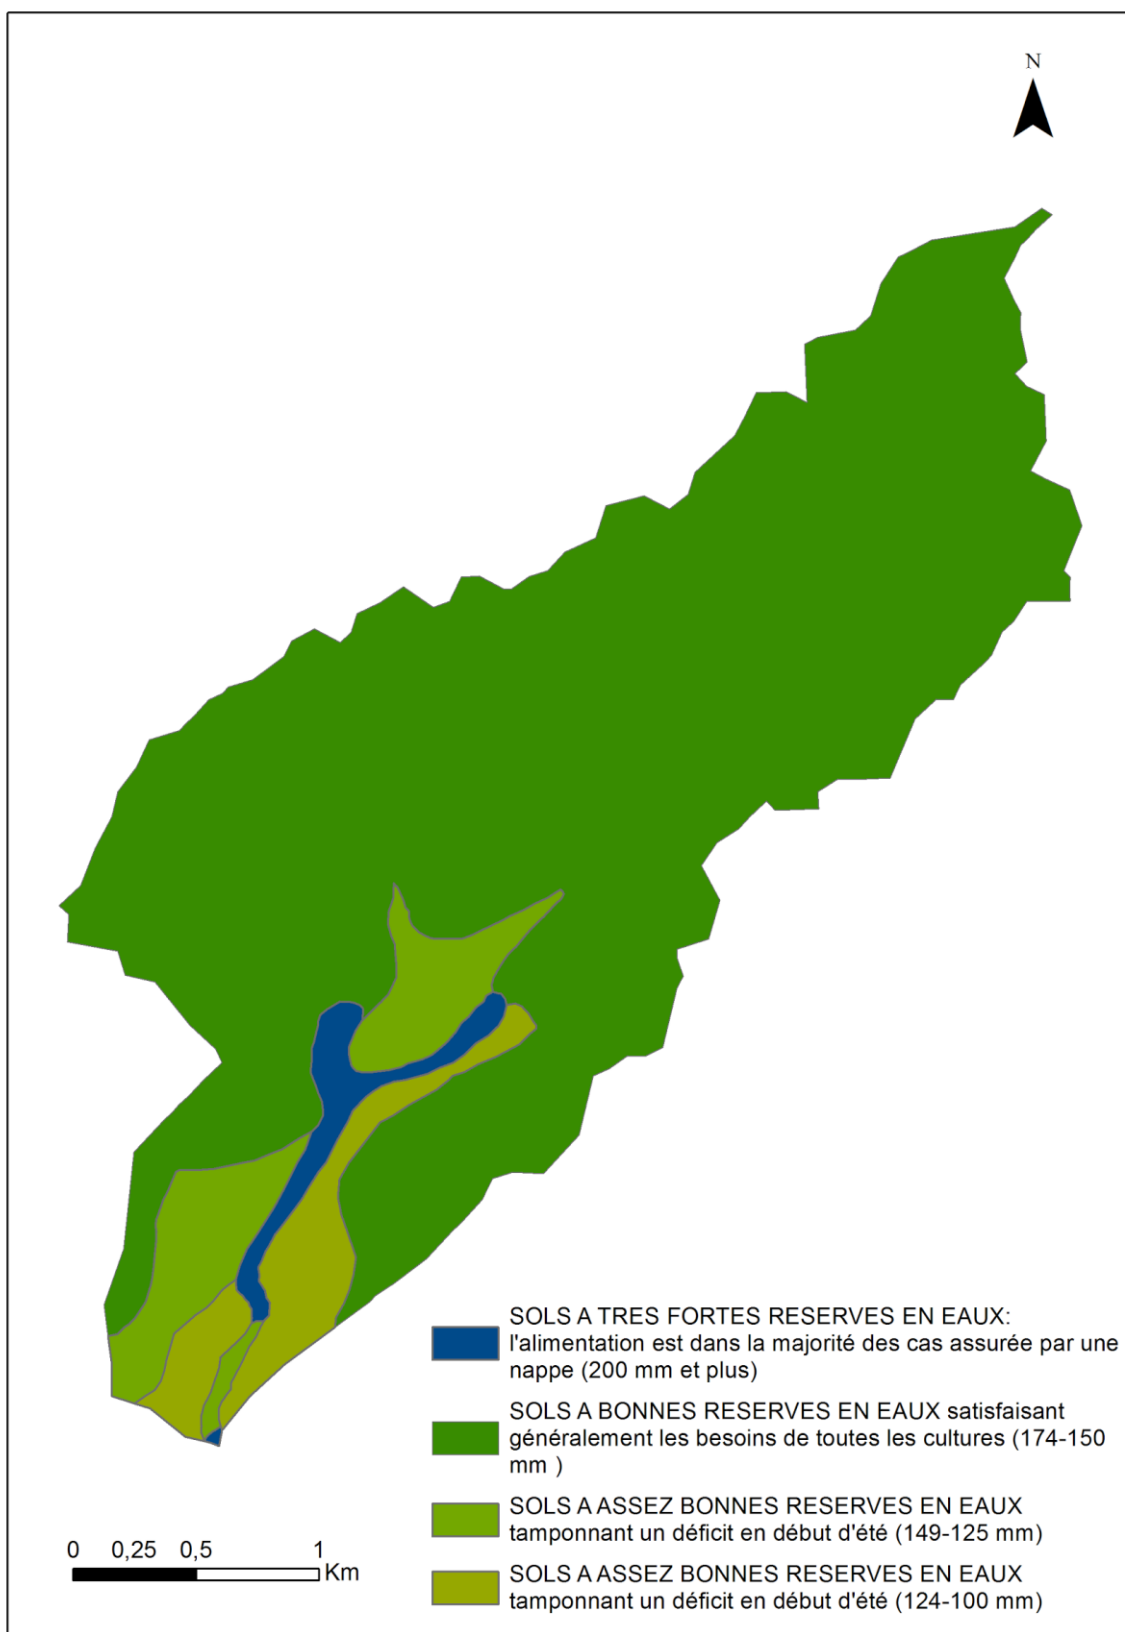 N
SOLS A TRES FORTES RESERVES EN EAUX:
l'alimentation est dans la majorité des cas assurée par une
nappe (200 mm et plus)
SOLS A BONNES RESERVES EN EAUX satisfaisant
généralement les besoins de toutes les cultures (174-150
mm )
SOLS A ASSEZ BONNES RESERVES EN EAUX
tamponnant un déficit en début d'été (149-125 mm)
SOLS A ASSEZ BONNES RESERVES EN EAUX
tamponnant un déficit en début d'été (124-100 mm)
0 0,25 0,5 1
Km